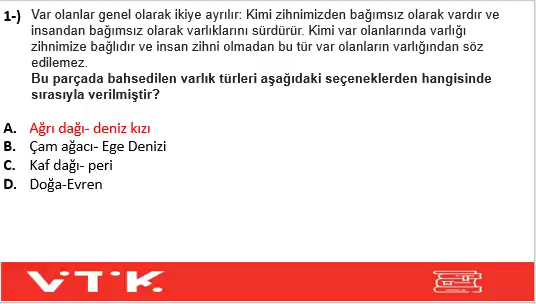 1-) Var olanlar genel olarak ikiye ayrılır: Kimi zihnimizden bağımsız olarak vardır ve
insandan bağımsız olarak varlıklarını sürdürür. Kimi var olanlarında varlığı
zihnimize bağlıdır ve insan zihni olmadan bu tür var olanların varlığından söz
edilemez.
Bu parçada bahsedilen varlık türleri aşağıdaki seçeneklerden hangisinde
sırasıyla verilmiştir?
A. Ağrı dağı- deniz kızı
B. Çam ağacı- Ege Denizi
C. Kaf dağı- peri
D. Doğa-Evren
VİTİK